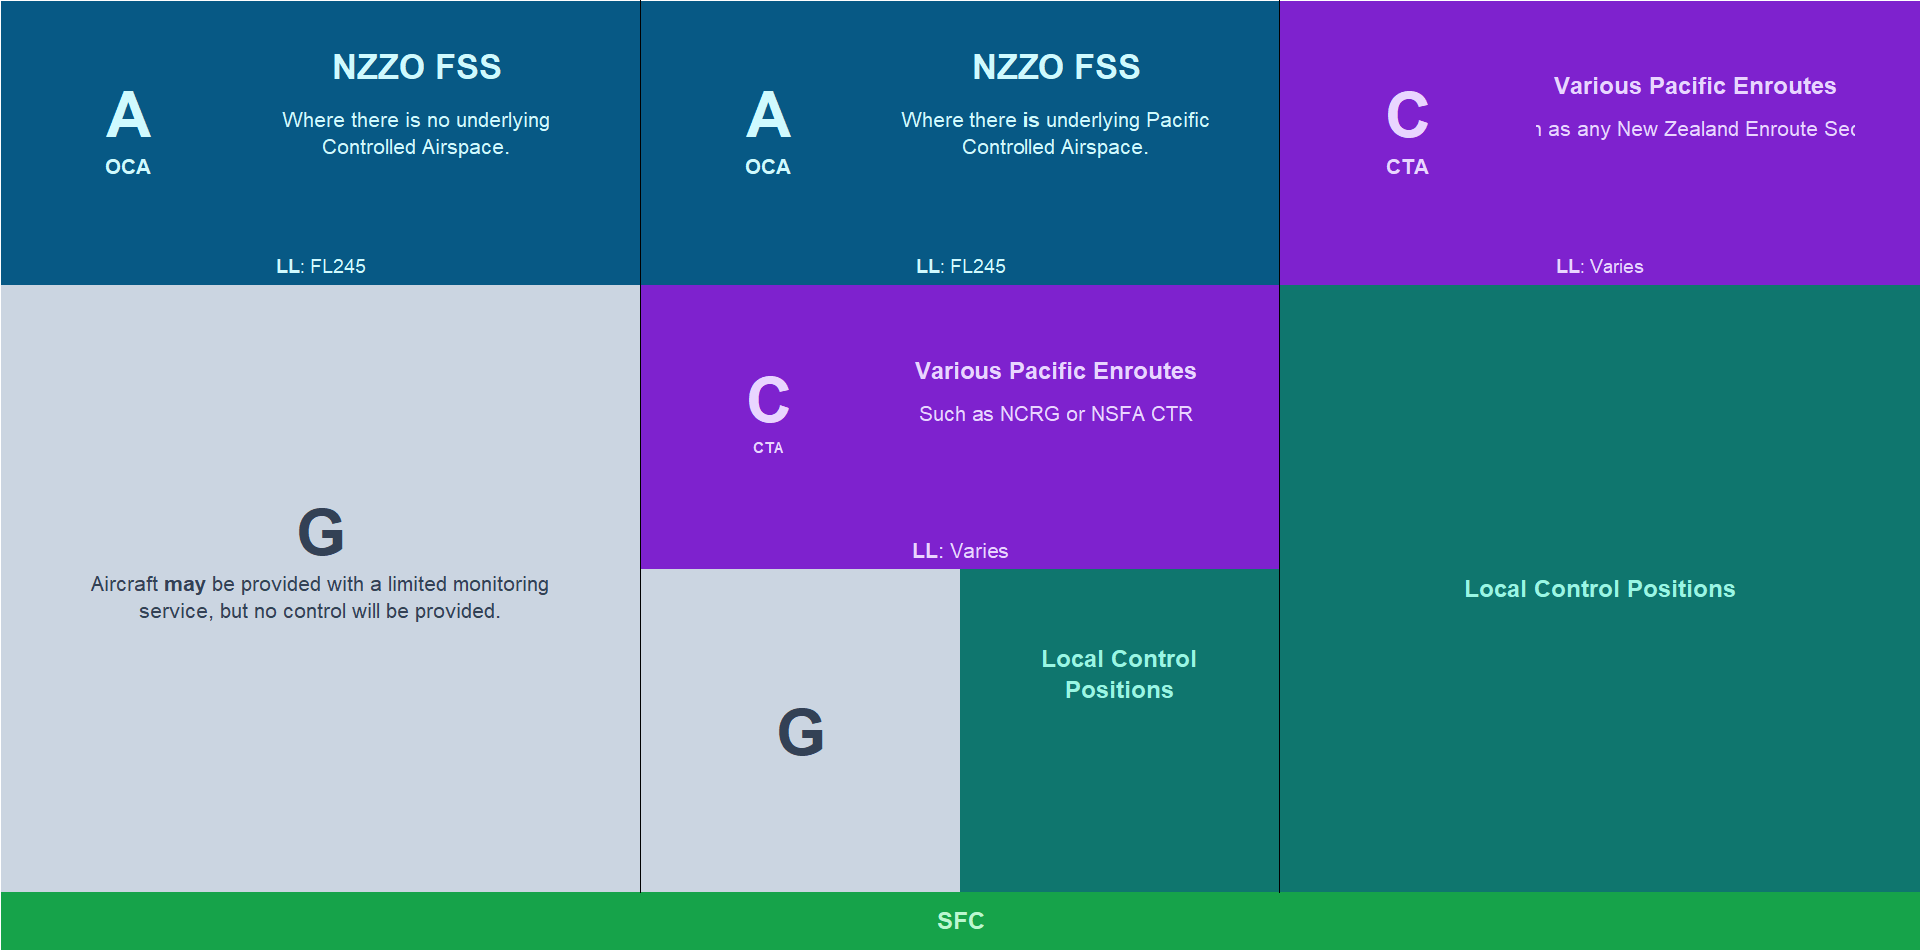 A
OCA
NZZO FSS
Where there is no underlying
Controlled Airspace.
LL: FL245
A
OCA
NZZO FSS
Where there is underlying Pacific
Controlled Airspace.
LL: FL245
C
CTA
Various Pacific Enroutes
as any New Zealand Enroute
LL: Varies
G
Aircraft may be provided with a limited monitoring
service, but no control will be provided.
C
CTA
Various Pacific Enroutes
Such as NCRG or NSFA CTR
LL: Varies
G
Local Control
Positions
Local Control Positions
SFC